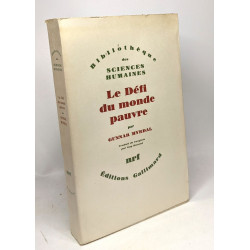 Bibliothèque
des
SCIENCES
HUMAINES
Le Défi
du monde
pauvre
par
GUNNAR MYRDAL
nrf
Éditions Gallimard